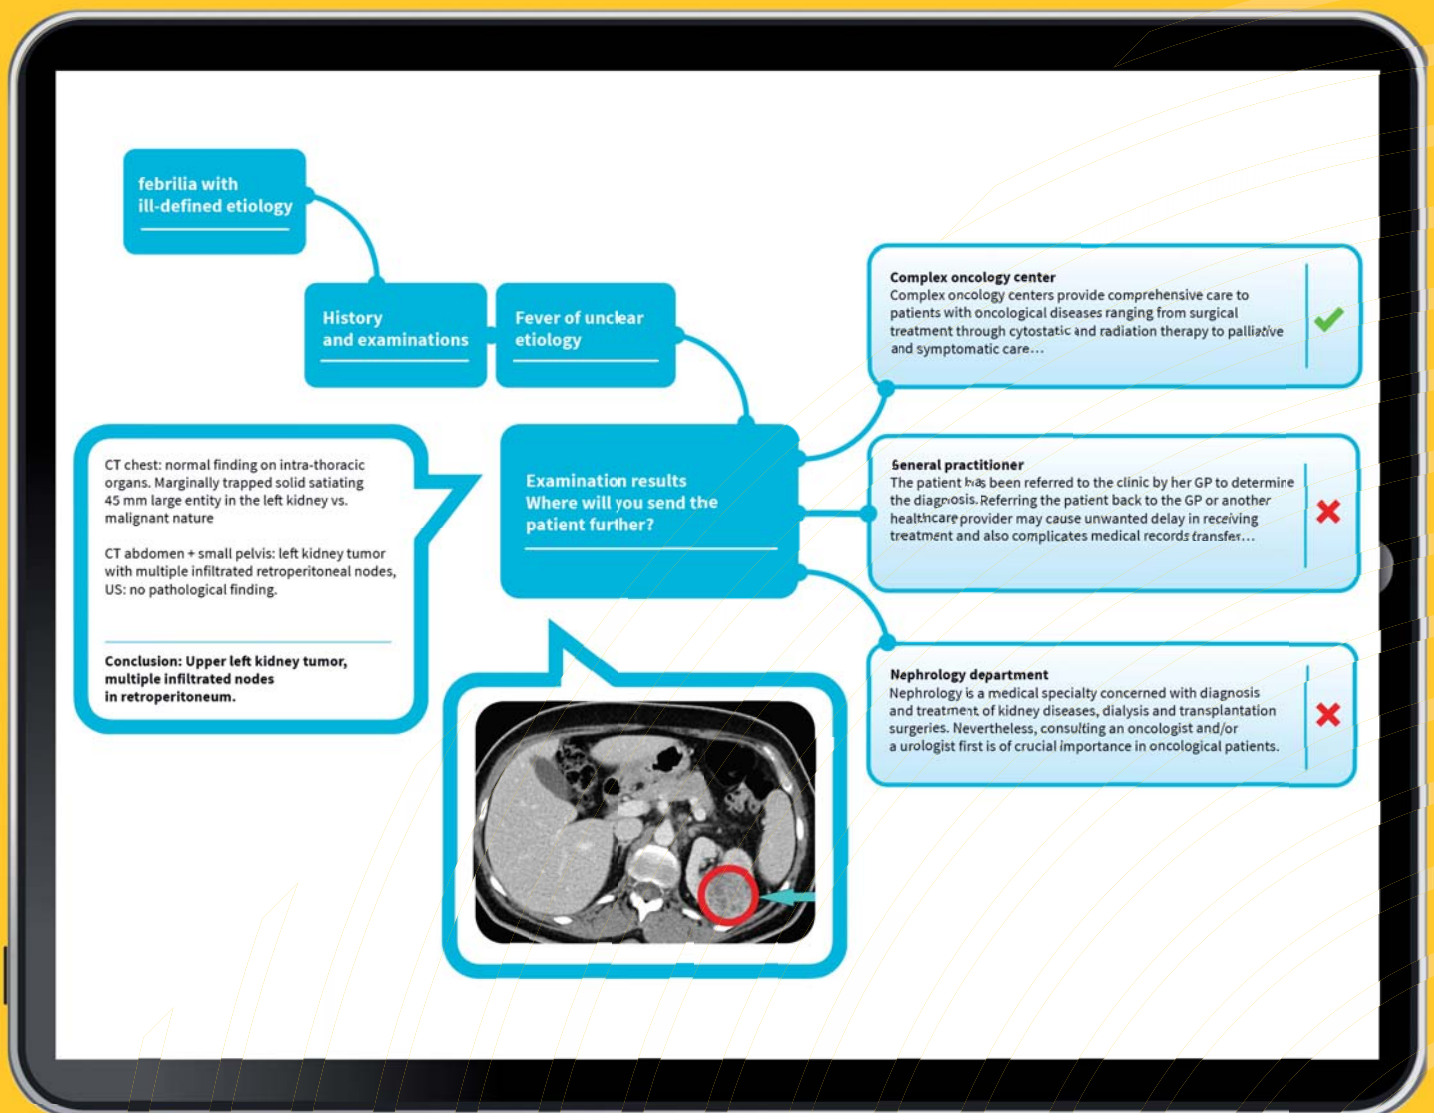 febrilia with
ill-defined etiology
History
and examinations
Fever of unclear
etiology
Examination results
Where will you send the
patient further?
CT chest: normal finding on intra-thoracic
organs. Marginally trapped solid satiating
45 mm large entity in the left kidney vs.
malignant nature
CT abdomen + small pelvis: left kidney tumor
with multiple infiltrated retroperitoneal nodes,
US: no pathological finding.
Conclusion: Upper left kidney tumor,
multiple infiltrated nodes
in retroperitoneum.
Complex oncology center
Complex oncology centers provide comprehensive care to
patients with oncological diseases ranging from surgical
treatment through cytostatic and radiation therapy to palliative
and symptomatic care...
General practitioner
The patient has been referred to the clinic by her GP to determine
the diagnosis. Referring the patient back to the GP or another
healthcare provider may cause unwanted delay in receiving
treatment and also complicates medical records transfer...
Nephrology department
Nephrology is a medical specialty concerned with diagnosis
and treatment of kidney diseases, dialysis and transplantation
surgeries. Nevertheless, consulting an oncologist and/or
a urologist first is of crucial importance in oncological patients.